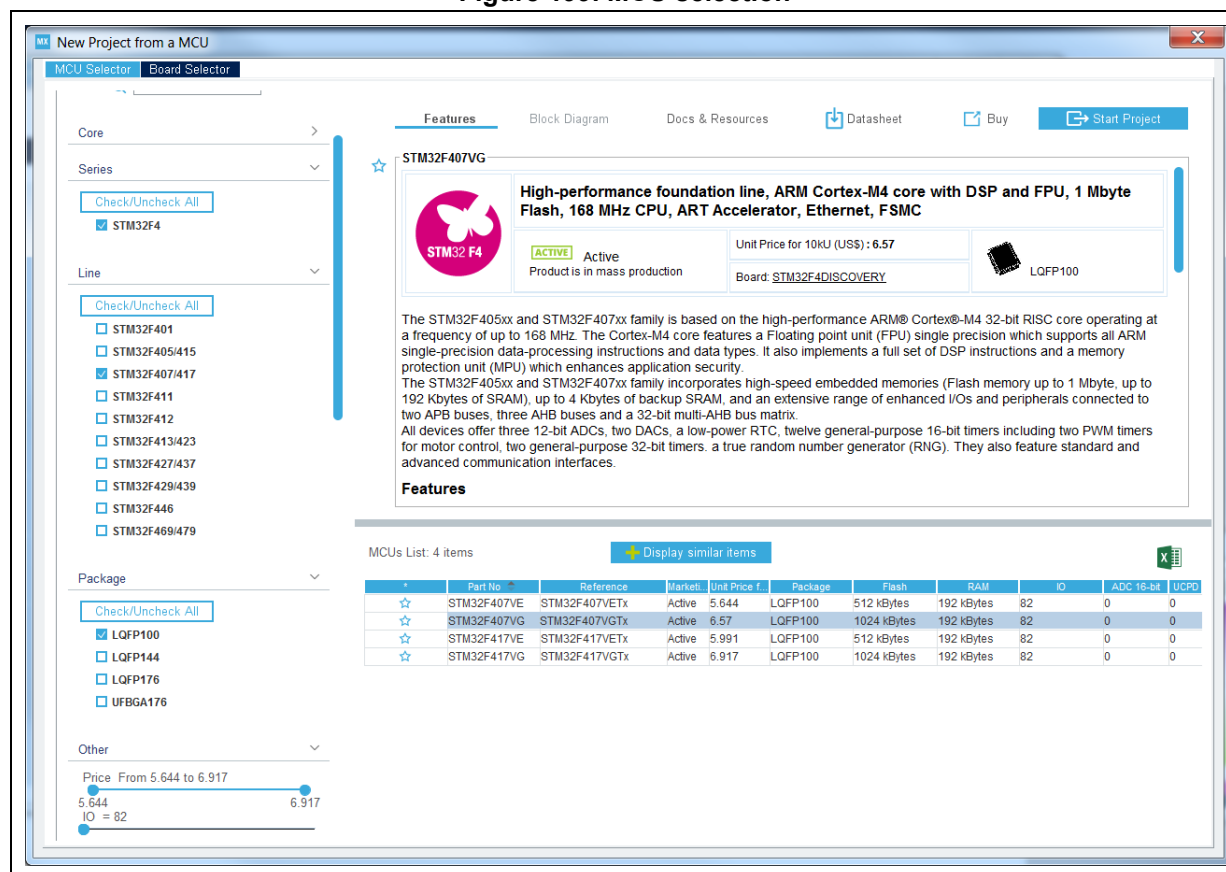 MX New Project from a MCU X
MCU Selector Board Selector
Core
Series
Check/Uncheck All
STM32F4
Line
Check/Uncheck All
STM32F401
STM32F405/415
STM32F407/417
STM32F411
STM32F412
STM32F413/423
STM32F427/437
STM32F429/439
STM32F446
STM32F469/479
Package
Check/Uncheck All
LQFP100
LQFP144
LQFP176
UFBGA176
Other
Price From 5.644 to 6.917
5.644 6.917
IO = 82
Features Block Diagram Docs & Resources Datasheet Buy Start Project
STM32F407VG
STM32 F4
High-performance foundation line, ARM Cortex-M4 core with DSP and FPU, 1 Mbyte
Flash, 168 MHz CPU, ART Accelerator, Ethernet, FSMC
ACTIVE Active
Product is in mass production
Unit Price for 10kU (US$) : 6.57
Board: STM32F4DISCOVERY
LQFP100
The STM32F405xx and STM32F407xx family is based on the high-performance ARM® Cortex®-M4 32-bit RISC core operating at
a frequency of up to 168 MHz. The Cortex-M4 core features a Floating point unit (FPU) single precision which supports all ARM
single-precision data-processing instructions and data types. It also implements a full set of DSP instructions and a memory
protection unit (MPU) which enhances application security.
The STM32F405xx and STM32F407xx family incorporates high-speed embedded memories (Flash memory up to 1 Mbyte, up to
192 Kbytes of SRAM), up to 4 Kbytes of backup SRAM, and an extensive range of enhanced I/Os and peripherals connected to
two APB buses, three AHB buses and a 32-bit multi-AHB bus matrix.
All devices offer three 12-bit ADCs, two DACs, a low-power RTC, twelve general-purpose 16-bit timers including two PWM timers
for motor control, two general-purpose 32-bit timers. a true random number generator (RNG). They also feature standard and
advanced communication interfaces.
Features
MCUs List: 4 items Display similar items X
* Part No Reference Marketi... Unit Price f... Package Flash RAM IO ADC 16-bit UCPD
STM32F407VE STM32F407VETx Active 5.644 LQFP100 512 kBytes 192 kBytes 82 0 0
STM32F407VG STM32F407VGTx Active 6.57 LQFP100 1024 kBytes 192 kBytes 82 0 0
STM32F417VE STM32F417VETx Active 5.991 LQFP100 512 kBytes 192 kBytes 82 0 0
STM32F417VG STM32F417VGTx Active 6.917 LQFP100 1024 kBytes 192 kBytes 82 0 0